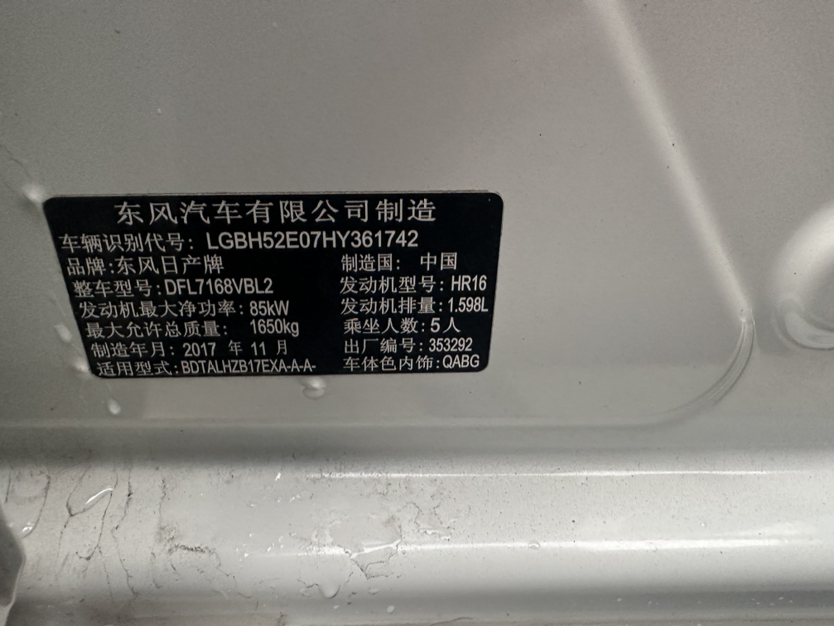 东风汽车有限公司制造
车辆识别代号: LGBH52E07HY361742
品牌:东风日产牌 制造国: 中国
整车型号:DFL7168VBL2 发动机型号: HR16
发动机最大净功率: 85kW 发动机排量: 1.598L
最大允许总质量: 1650kg 乘坐人数: 5人
制造年月: 2017 年 11 月 出厂编号: 353292
适用型式: BDTALHZB17EXA-A-A- 车体色内饰: QABG